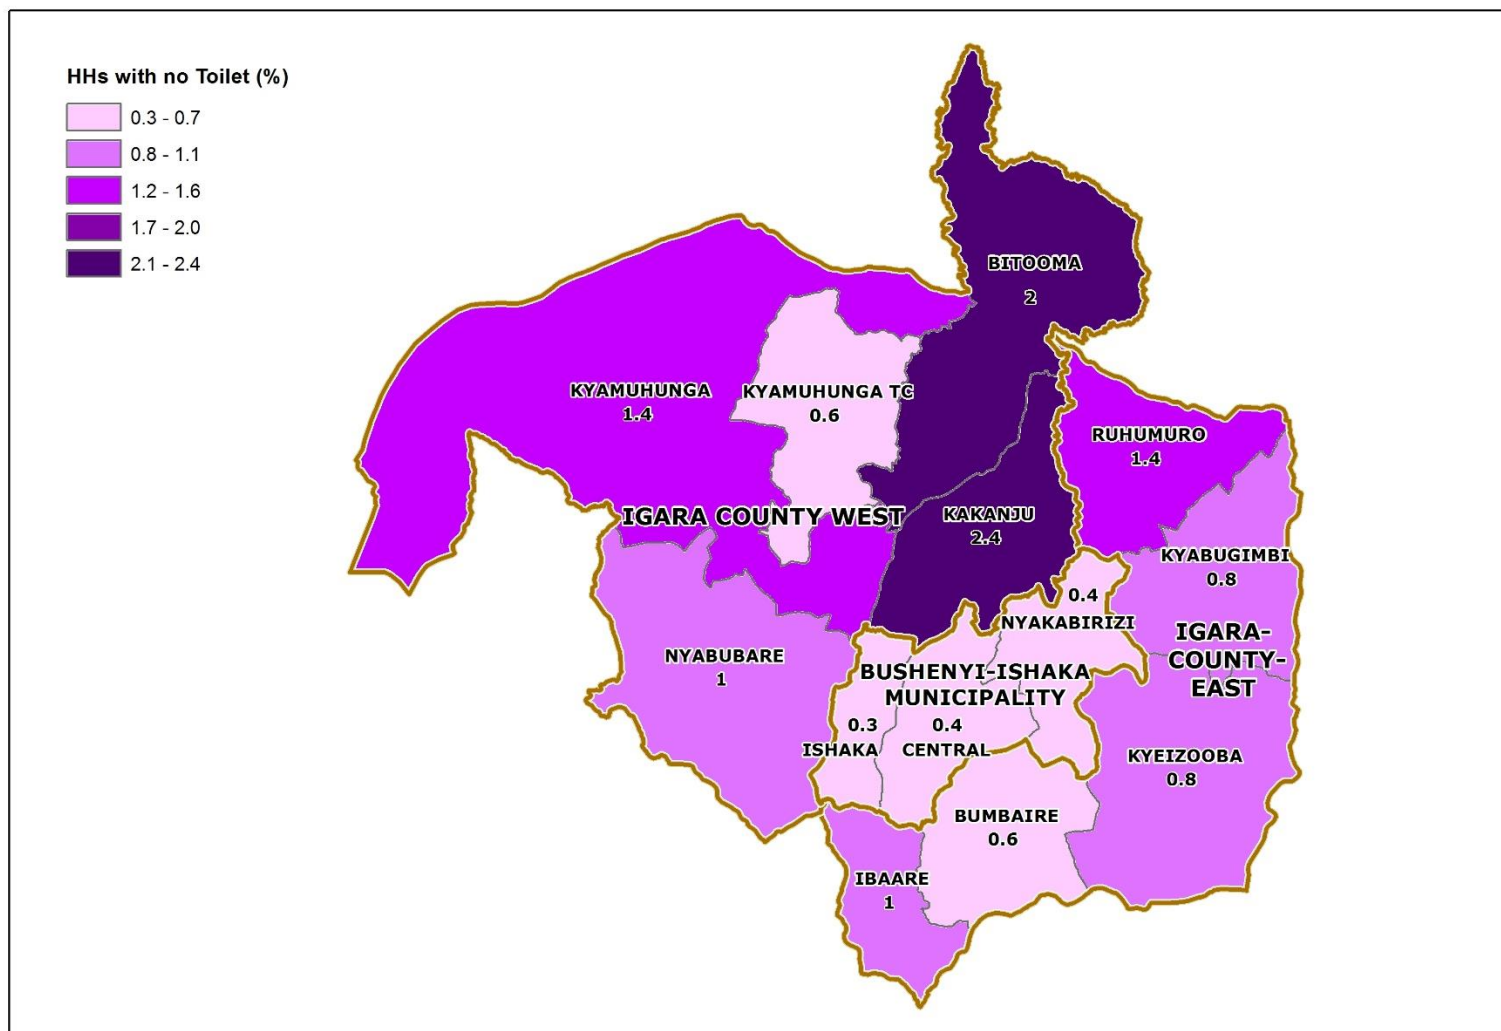 HHs with no Toilet (%)
0.3 - 0.7
0.8 - 1.1
1.2 - 1.6
1.7 - 2.0
2.1 - 2.4
BITOOMA
2
KYAMUHUNGA
1.4
KYAMUHUNGA TC
0.6
RUHUMURO
1.4
IGARA COUNTY WEST
KAKANJU
2.4
KYABUGIMBI
0.8
0.4
NYAKABIRIZI
IGARA-
COUNTY-
EAST
NYABUBARE
1
BUSHENYI-ISHAKA
MUNICIPALITY
0.3
ISHAKA
0.4
CENTRAL
KYEIZOOBA
0.8
BUMBAIRE
0.6
IBAARE
1